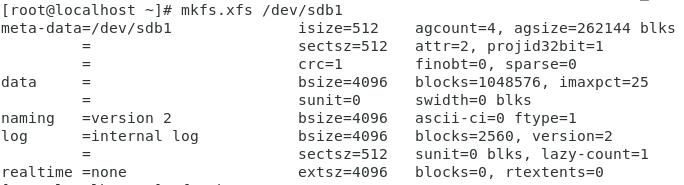 [root@localhost ~]# mkfs.xfs /dev/sdb1
meta-data=/dev/sdb1              isize=512    agcount=4, agsize=262144 blks
         =                       sectsz=512   attr=2, projid32bit=1
         =                       crc=1        finobt=0, sparse=0
data     =                       bsize=4096   blocks=1048576, imaxpct=25
         =                       sunit=0      swidth=0 blks
naming   =version 2              bsize=4096   ascii-ci=0 ftype=1
log      =internal log           bsize=4096   blocks=2560, version=2
         =                       sectsz=512   sunit=0 blks, lazy-count=1
realtime =none                   extsz=4096   blocks=0, rtextents=0